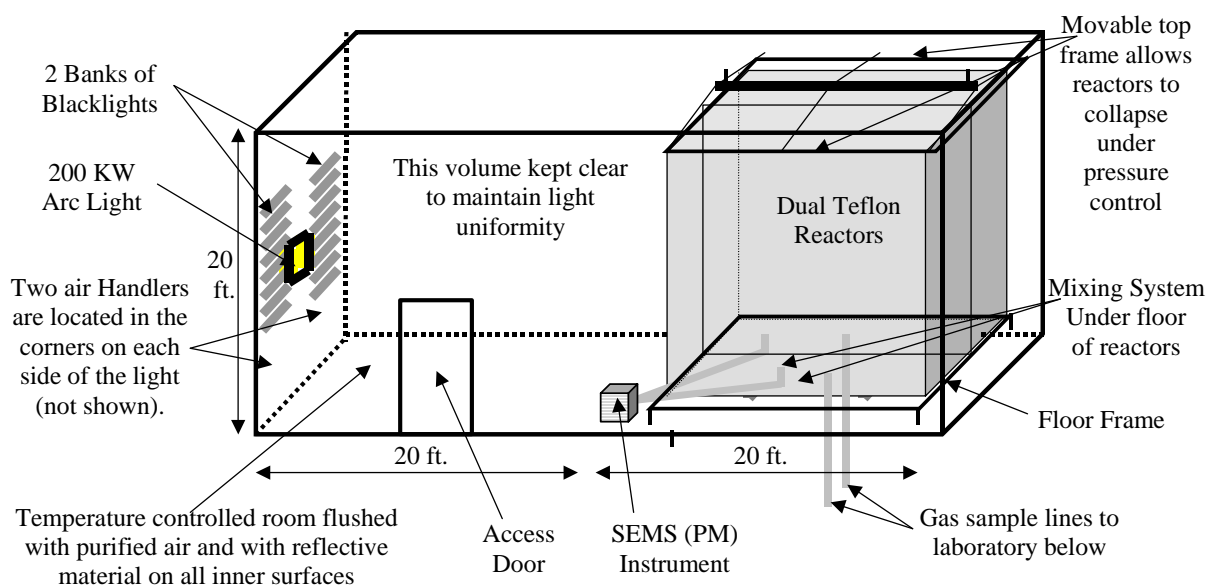 2 Banks of
Blacklights
200 KW
Arc Light
20
ft.
Two air Handlers
are located in the
corners on each
side of the light
(not shown).
This volume kept clear
to maintain light
uniformity
Dual Teflon
Reactors
Movable top
frame allows
reactors to
collapse
under
pressure
control
Mixing System
Under floor
of reactors
Floor Frame
20 ft.
20 ft.
Temperature controlled room flushed
with purified air and with reflective
material on all inner surfaces
Access
Door
SEMS (PM)
Instrument
Gas sample lines to
laboratory below